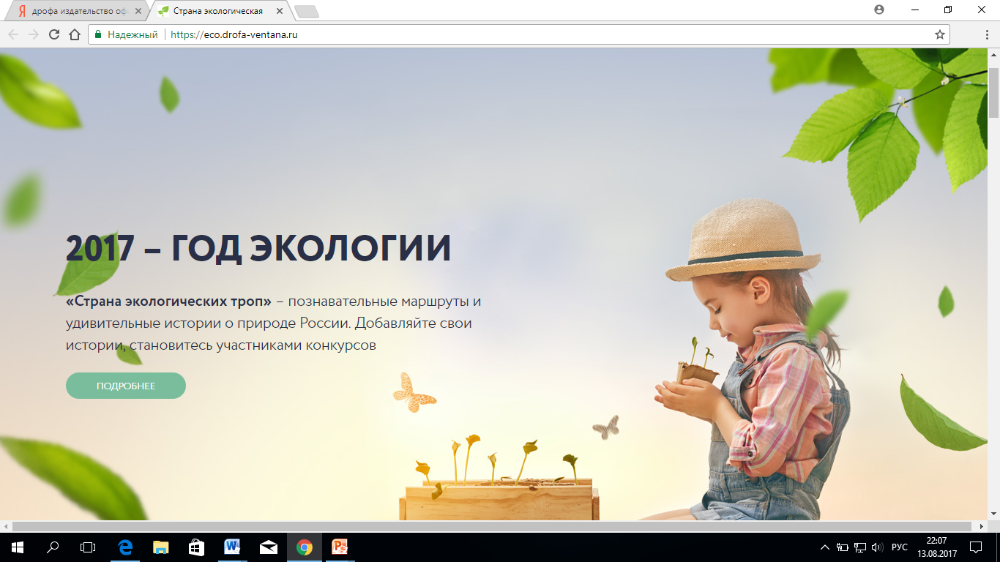 дрофа издательство оф
Страна экологическая
Надежный
https://eco.drofa-ventana.ru
2017 – ГОД ЭКОЛОГИИ
«Страна экологических троп» – познавательные маршруты и
удивительные истории о природе России. Добавляйте свои
истории, становитесь участниками конкурсов
ПОДРОБНЕЕ
РУС
22:07
13.08.2017